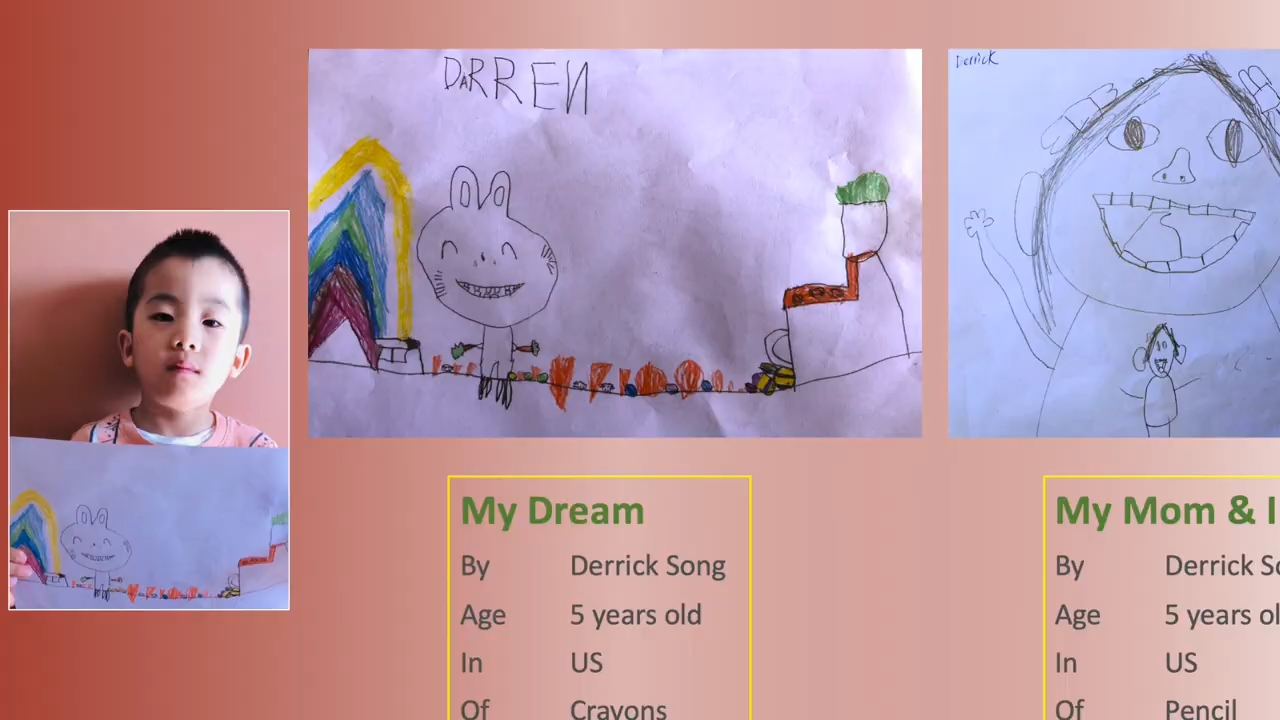 DARREN
Derrick
My Dream
By Derrick Song
Age 5 years old
In US
Of Crayons
My Mom & I
By Derrick So
Age 5 years ol
In US
Of Pencil